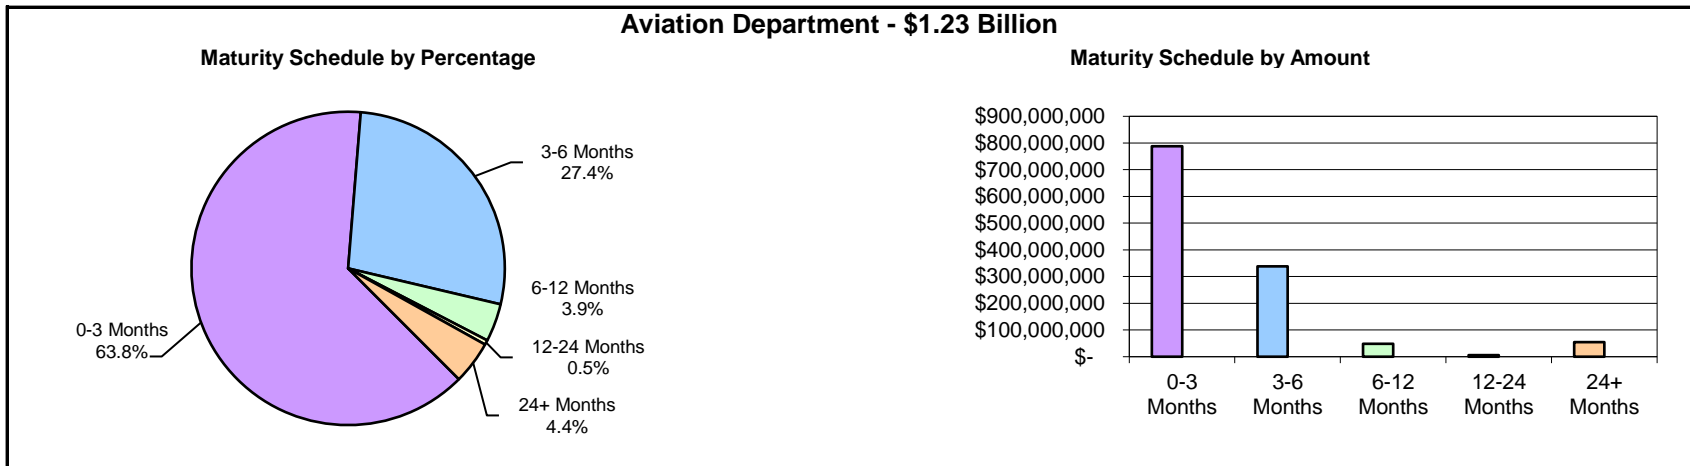 Aviation Department - $1.23 Billion
Maturity Schedule by Percentage
3-6 Months
27.4%
6-12 Months
3.9%
0-3 Months
63.8%
12-24 Months
0.5%
24+ Months
4.4%
Maturity Schedule by Amount
$900,000,000
$800,000,000
$700,000,000
$600,000,000
$500,000,000
$400,000,000
$300,000,000
$200,000,000
$100,000,000
$-
0-3
Months
3-6
Months
6-12
Months
12-24
Months
24+
Months